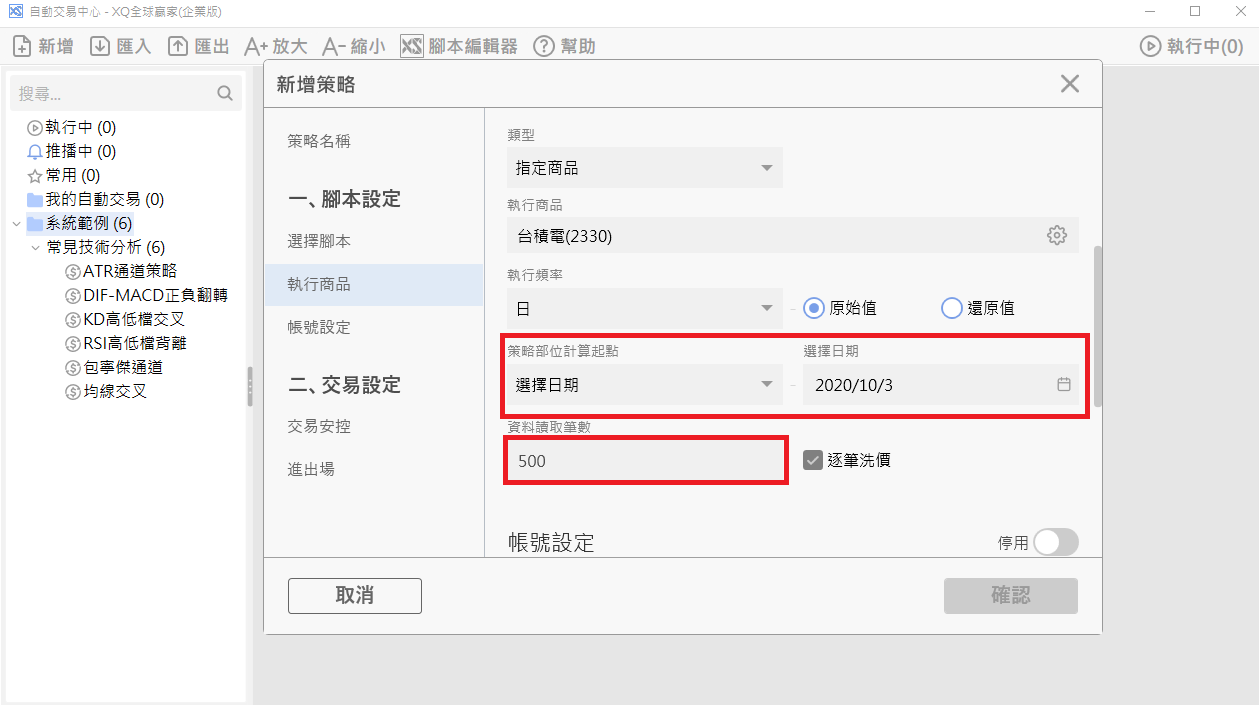 自動交易中心 - XQ全球贏家(企業版)
新增 匯入 匯出 A+放大 A-縮小 XS 腳本編輯器 ? 幫助 執行中(0)
搜尋...
執行中 (0)
推播中 (0)
常用 (0)
我的自動交易 (0)
系統範例 (6)
常見技術分析 (6)
ATR通道策略
DIF-MACD正負翻轉
KD高低檔交叉
RSI高低檔背離
包寧傑通道
均線交叉
新增策略
策略名稱
一、腳本設定
選擇腳本
執行商品
帳號設定
二、交易設定
交易安控
進出場
類型
指定商品
執行商品
台積電(2330)
執行頻率
日 原始值 還原值
策略部位計算起點 選擇日期
選擇日期 2020/10/3
資料讀取筆數
500 逐筆洗價
帳號設定 停用
取消 確認